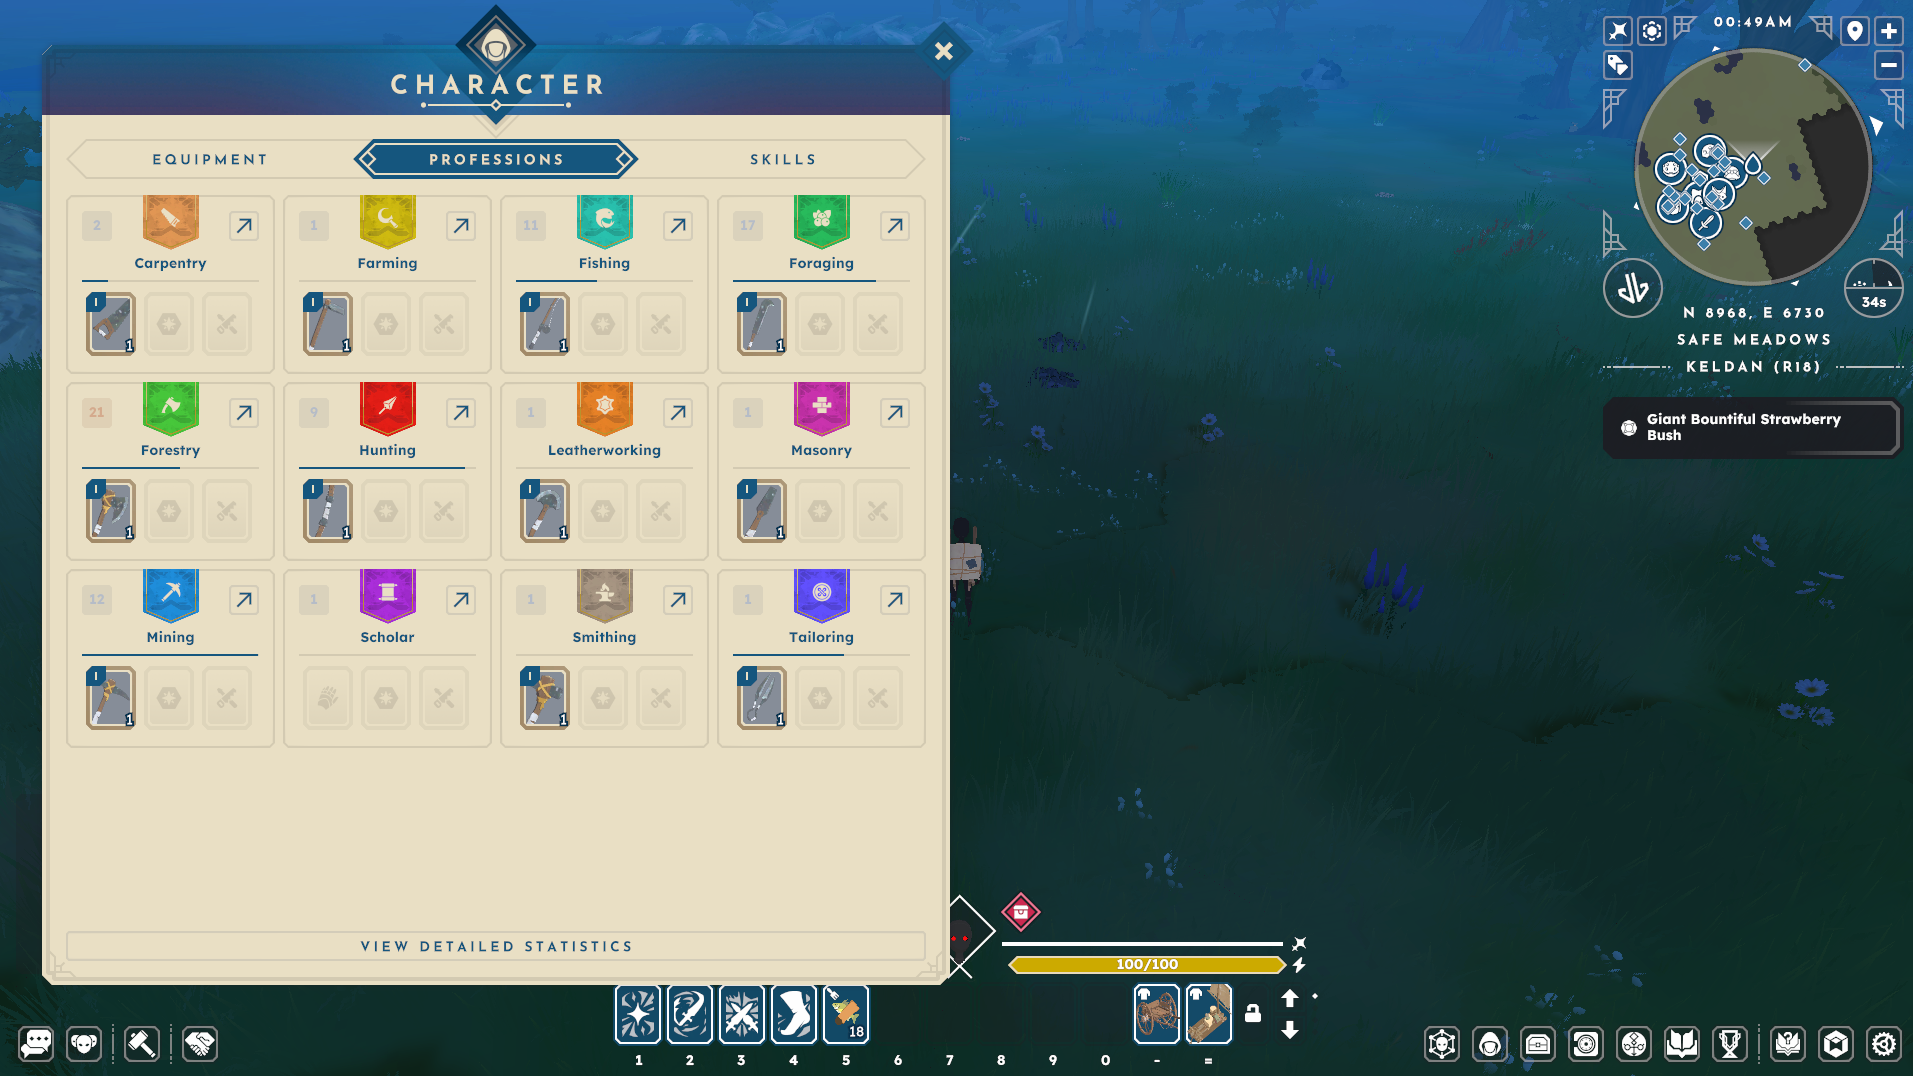 CHARACTER
EQUIPMENT
PROFESSIONS
SKILLS
2
Carpentry
I
1
1
Farming
I
1
11
Fishing
I
1
17
Foraging
I
1
21
Forestry
I
1
9
Hunting
I
1
1
Leatherworking
I
1
1
Masonry
I
1
12
Mining
I
1
1
Scholar
1
Smithing
I
1
1
Tailoring
I
1
VIEW DETAILED STATISTICS
00:49AM
34s
N 8968, E 6730
SAFE MEADOWS
KELDAN (R18)
Giant Bountiful Strawberry
Bush
100/100
18
1 2 3 4 5 6 7 8 9 0 - =